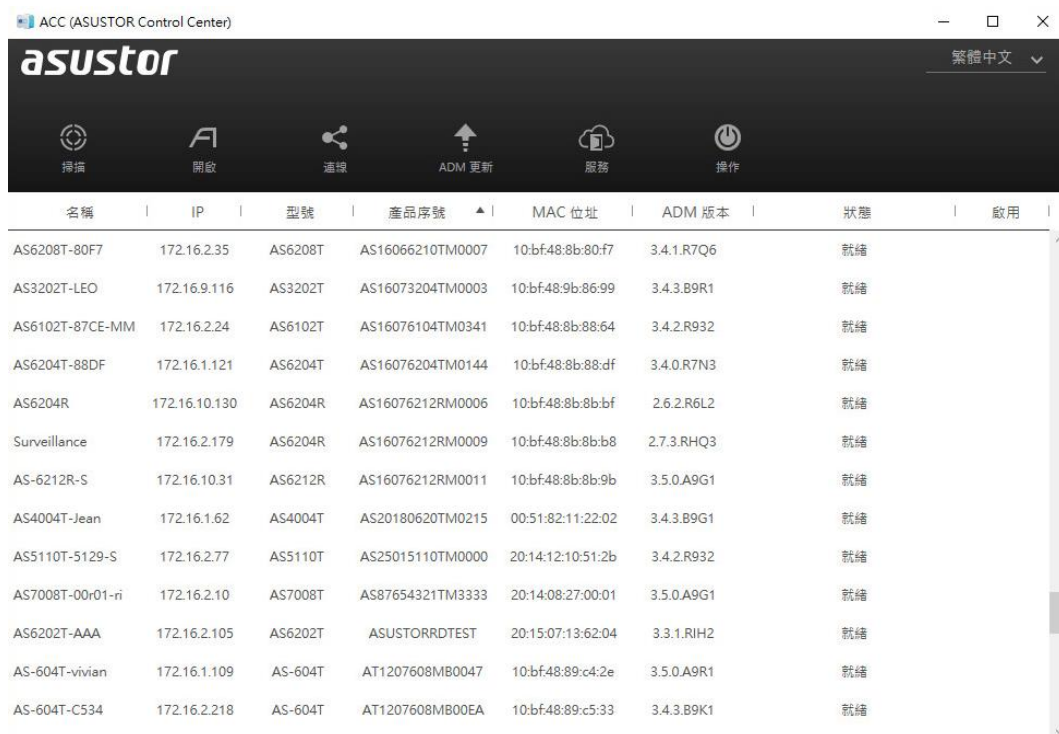 ACC (ASUSTOR Control Center)
asustor
繁體中文
掃描 開啟 連線 ADM 更新 服務 操作
名稱 IP 型號 產品序號 MAC 位址 ADM 版本 狀態 啟用
AS6208T-80F7 172.16.2.35 AS6208T AS16066210TM0007 10:bf:48:8b:80:f7 3.4.1.R7Q6 就緒
AS3202T-LEO 172.16.9.116 AS3202T AS16073204TM0003 10:bf:48:9b:86:99 3.4.3.B9R1 就緒
AS6102T-87CE-MM 172.16.2.24 AS6102T AS16076104TM0341 10:bf:48:8b:88:64 3.4.2.R932 就緒
AS6204T-88DF 172.16.1.121 AS6204T AS16076204TM0144 10:bf:48:8b:88:df 3.4.0.R7N3 就緒
AS6204R 172.16.10.130 AS6204R AS16076212RM0006 10:bf:48:8b:8b:bf 2.6.2.R6L2 就緒
Surveillance 172.16.2.179 AS6204R AS16076212RM0009 10:bf:48:8b:8b:b8 2.7.3.RHQ3 就緒
AS-6212R-S 172.16.10.31 AS6212R AS16076212RM0011 10:bf:48:8b:8b:9b 3.5.0.A9G1 就緒
AS4004T-Jean 172.16.1.62 AS4004T AS20180620TM0215 00:51:82:11:22:02 3.4.3.B9G1 就緒
AS5110T-5129-S 172.16.2.77 AS5110T AS25015110TM0000 20:14:12:10:51:2b 3.4.2.R932 就緒
AS7008T-00r01-ri 172.16.2.10 AS7008T AS87654321TM3333 20:14:08:27:00:01 3.5.0.A9G1 就緒
AS6202T-AAA 172.16.2.105 AS6202T ASUSTORRDTEST 20:15:07:13:62:04 3.3.1.RIH2 就緒
AS-604T-vivian 172.16.1.109 AS-604T AT1207608MB0047 10:bf:48:89:c4:2e 3.5.0.A9R1 就緒
AS-604T-C534 172.16.2.218 AS-604T AT1207608MB00EA 10:bf:48:89:c5:33 3.4.3.B9K1 就緒